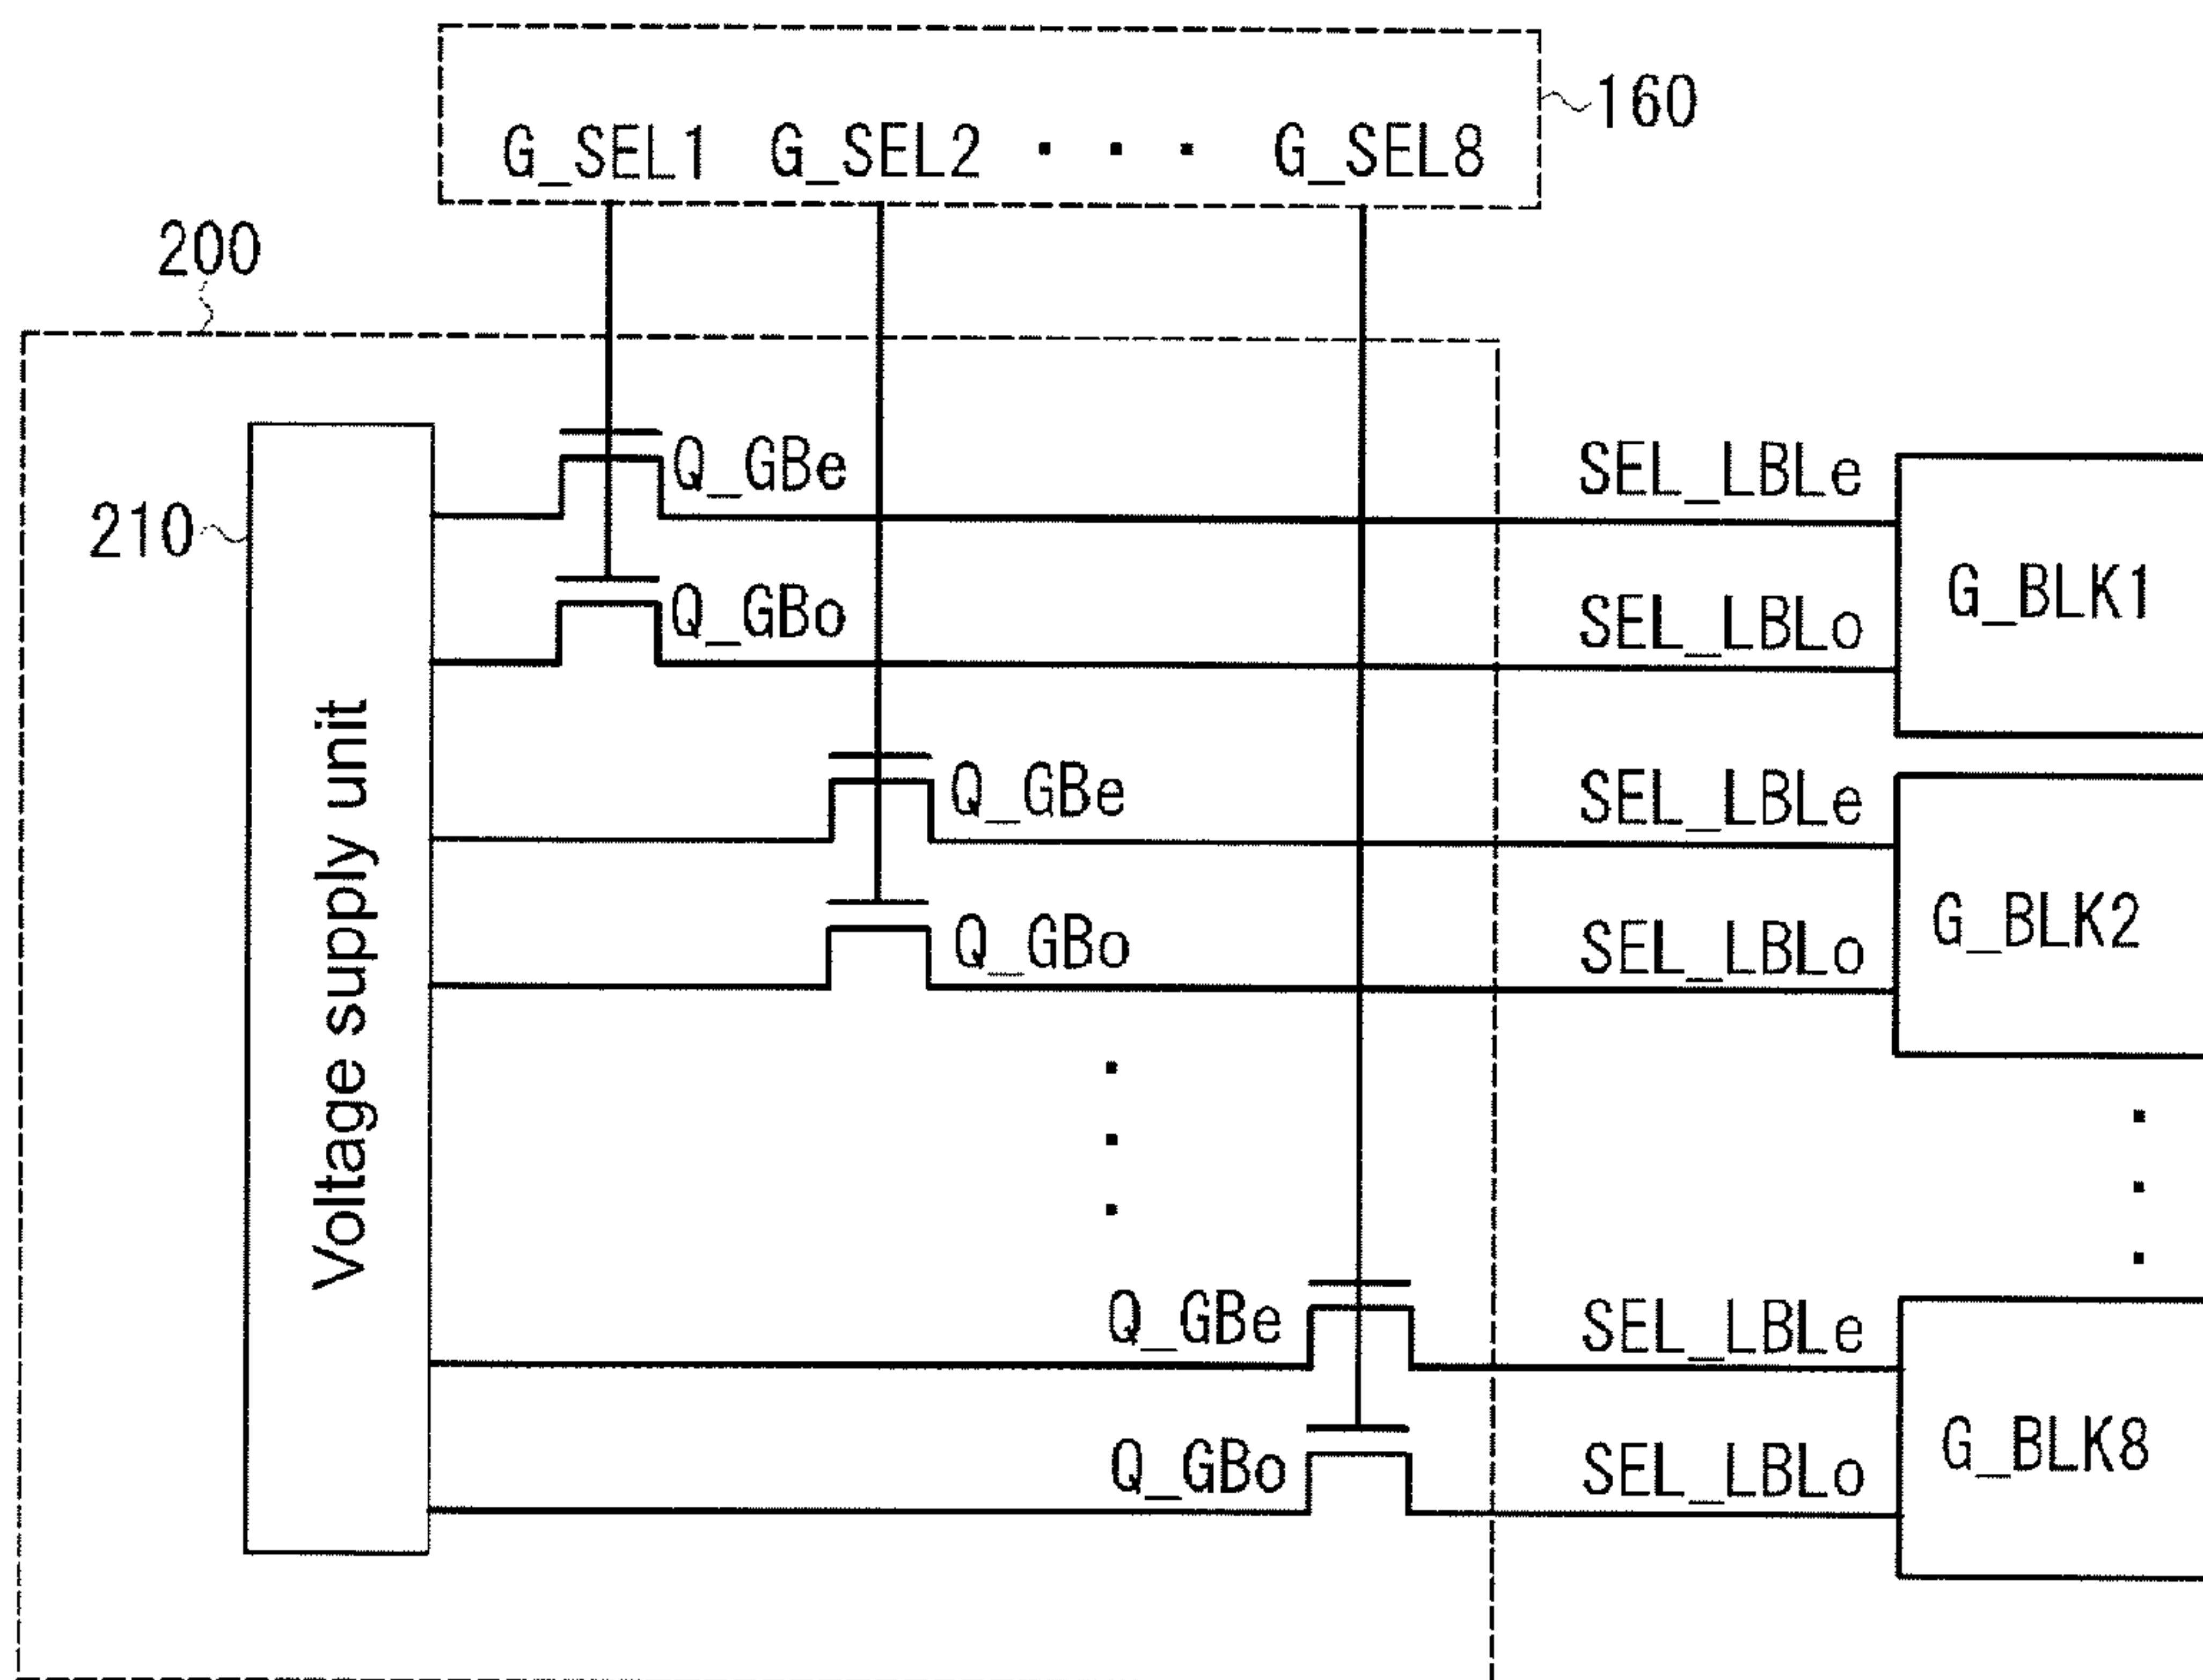 160
G_SEL1 G_SEL2 · · · G_SEL8
200
210
Voltage supply unit
Q_GBe
SEL_LBLe
Q_GBo
SEL_LBLo
G_BLK1
Q_GBe
SEL_LBLe
Q_GBo
SEL_LBLo
G_BLK2
Q_GBe
SEL_LBLe
Q_GBo
SEL_LBLo
G_BLK8